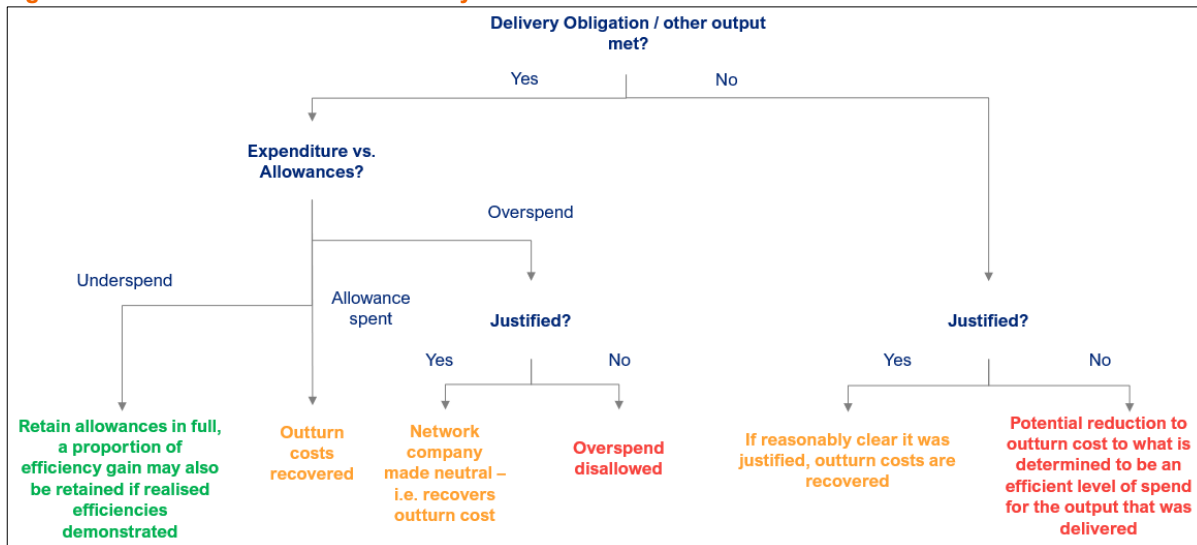 Delivery Obligation / other output
met?
Yes
No
Expenditure vs.
Allowances?
Overspend
Underspend
Allowance
spent
Justified?
Justified?
Yes
No
Yes
No
Retain allowances in full,
a proportion of
efficiency gain may also
be retained if realised
efficiencies
demonstrated
Outturn
costs
recovered
Network
company
made neutral –
i.e. recovers
outturn cost
Overspend
disallowed
If reasonably clear it was
justified, outturn costs are
recovered
Potential reduction to
outturn cost to what is
determined to be an
efficient level of spend
for the output that was
delivered